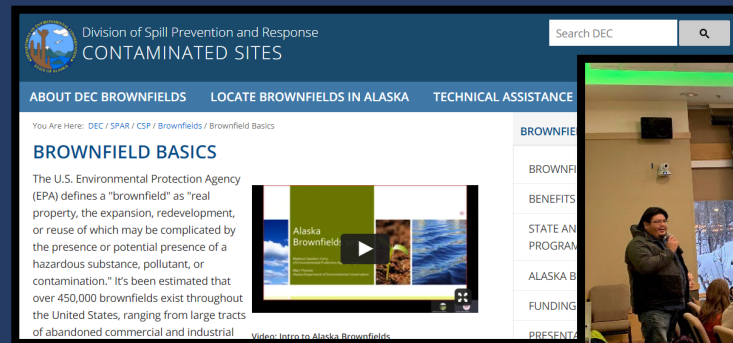 Division of Spill Prevention and Response
CONTAMINATED SITES
Search DEC
ABOUT DEC BROWNFIELDS LOCATE BROWNFIELDS IN ALASKA TECHNICAL ASSISTANCE
You Are Here: DEC / SPAR / CSP / Brownfields / Brownfield Basics
BROWNFIELD BASICS
The U.S. Environmental Protection Agency
(EPA) defines a "brownfield" as "real
property, the expansion, redevelopment,
or reuse of which may be complicated by
the presence or potential presence of a
hazardous substance, pollutant, or
contamination." It's been estimated that
over 450,000 brownfields exist throughout
the United States, ranging from large tracts
of abandoned commercial and industrial
Alaska
Brownfields
Video: Intro to Alaska Brownfields
BROWNFIE
BROWNFI
BENEFITS
STATE AN
PROGRAM
ALASKA B
FUNDING
PRESENTA